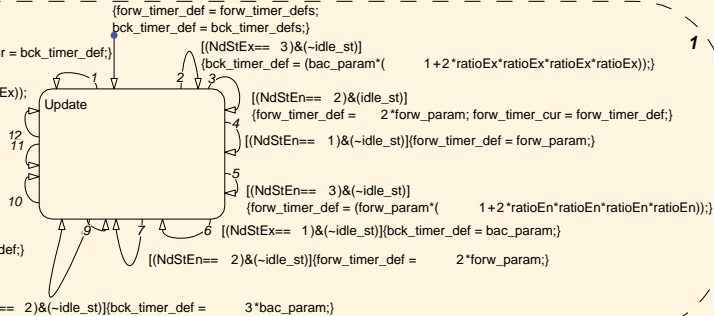 {forw_timer_def = forw_timer_defs;
bck_timer_def = bck_timer_defs;}
1
[(NdStEx== 3)&(~idle_st)]
ur = bck_timer_def;}
{bck_timer_def = (bac_param*( 1+2*ratioEx*ratioEx*ratioEx*ratioEx));}
1
2
3
Ex));
[(NdStEn== 2)&(idle_st)]
Update
{forw_timer_def = 2*forw_param; forw_timer_cur = forw_timer_def;}
4
12
[(NdStEn== 1)&(~idle_st)]{forw_timer_def = forw_param;}
11
5
[(NdStEn== 3)&(~idle_st)]
10
{forw_timer_def = (forw_param*( 1+2*ratioEn*ratioEn*ratioEn*ratioEn));}
9
7
6
[(NdStEx== 1)&(~idle_st)]{bck_timer_def = bac_param;}
def;}
[(NdStEn== 2)&(~idle_st)]{forw_timer_def = 2*forw_param;}
== 2)&(~idle_st)]{bck_timer_def = 3*bac_param;}